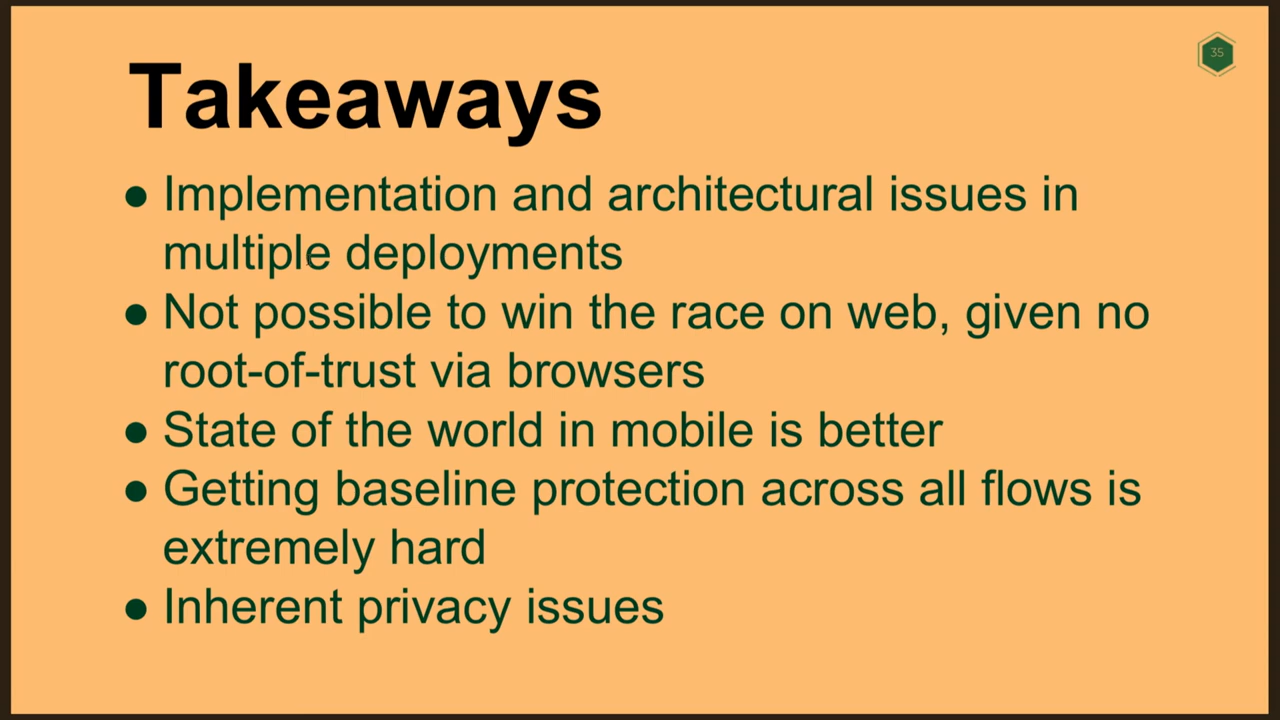 35
Takeaways
● Implementation and architectural issues in
multiple deployments
● Not possible to win the race on web, given no
root-of-trust via browsers
● State of the world in mobile is better
● Getting baseline protection across all flows is
extremely hard
● Inherent privacy issues